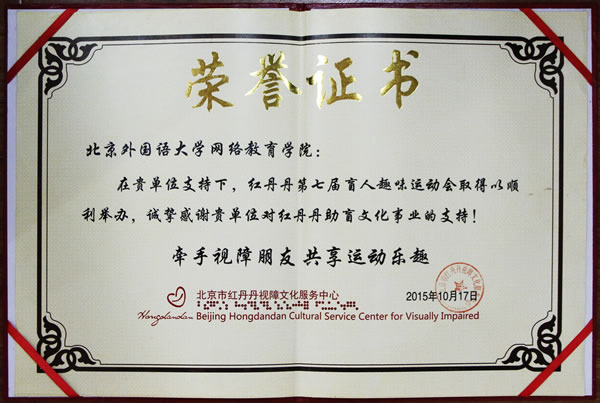 荣誉证书
北京外国语大学网络教育学院：
在贵单位支持下，红丹丹第七届盲人趣味运动会取得以顺
利举办，诚挚感谢贵单位对红丹丹助盲文化事业的支持！
牵手视障朋友 共享运动乐趣
北京市红丹丹视障文化服务中心
Hongdandan Beijing Hongdandan Cultural Service Center for Visually Impaired
2015年10月17日